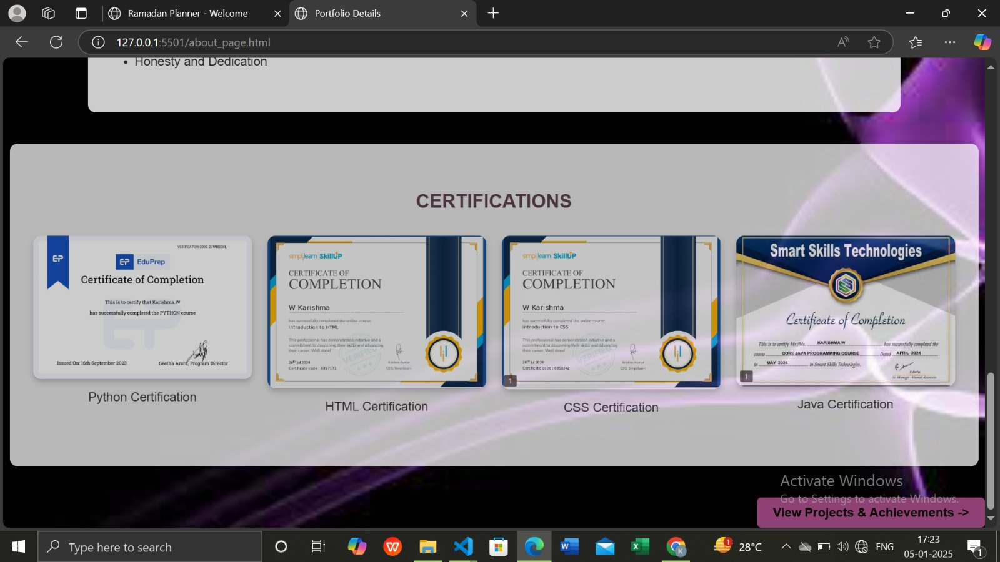 Ramadan Planner - Welcome
Portfolio Details
127.0.0.1:5501/about_page.html
• Honesty and Dedication
CERTIFICATIONS
EP
VERIFICATION CODE:
EP EduPrep
Certificate of Completion
This is to certify that Karishma.W
has successfully completed the PYTHON course
Issued On: 16th September 2023
Geetha Arora, Program Director
Python Certification
simplilearn SkillUP
CERTIFICATE OF
COMPLETION
W Karishma
has successfully completed the online course:
Introduction to HTML
This professional has demonstrated initiative and a
commitment to deepening their skills and advancing
their career. Well done!
VERIFIED
20th Jul 2024
Certificate code : 6957171
Krishna Kumar
CEO, Simplilearn
HTML Certification
simplilearn SkillUP
CERTIFICATE OF
COMPLETION
W Karishma
has successfully completed the online course:
Introduction to CSS
This professional has demonstrated initiative and a
commitment to deepening their skills and advancing
their career. Well done!
VERIFIED
20th Jul 2024
Certificate code : 6958342
Krishna Kumar
CEO, Simplilearn
1
CSS Certification
Smart Skills Technologies
Certificate of Completion
This is to certify Mr./Ms. KARISHMA W has successfully completed the
course CORE JAVA PROGRAMMING COURSE Dated APRIL 2024
to MAY 2024 in Smart Skills Technologies.
Edwin
Sr. Manager - Human Resources
1
Java Certification
Activate Windows
Go to Settings to activate Windows.
View Projects & Achievements ->
Type here to search
1
28°C
ENG
17:23
05-01-2025
1